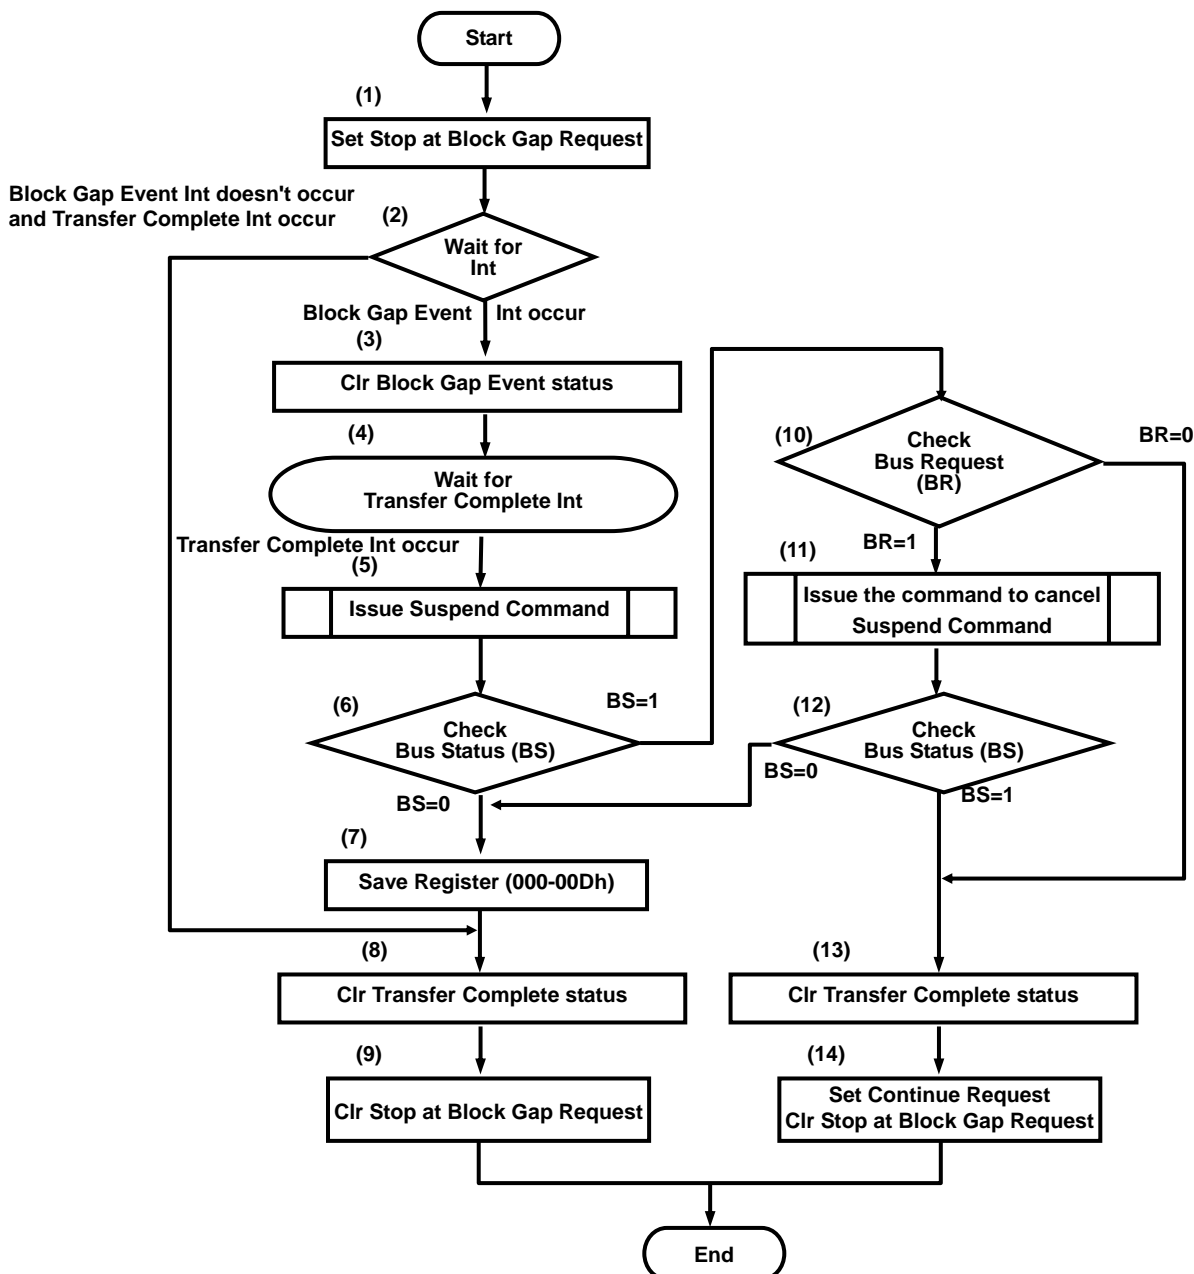 Start
(1)
Set Stop at Block Gap Request
Block Gap Event Int doesn't occur
and Transfer Complete Int occur
(2)
Wait for
Int
Block Gap Event Int occur
(3)
Clr Block Gap Event status
(4)
Wait for
Transfer Complete Int
Transfer Complete Int occur
(5)
Issue Suspend Command
(6)
Check
Bus Status (BS)
BS=1
BS=0
(7)
Save Register (000-00Dh)
(8)
Clr Transfer Complete status
(9)
Clr Stop at Block Gap Request
(10)
Check
Bus Request
(BR)
BR=0
BR=1
(11)
Issue the command to cancel
Suspend Command
(12)
Check
Bus Status (BS)
BS=0
BS=1
(13)
Clr Transfer Complete status
(14)
Set Continue Request
Clr Stop at Block Gap Request
End